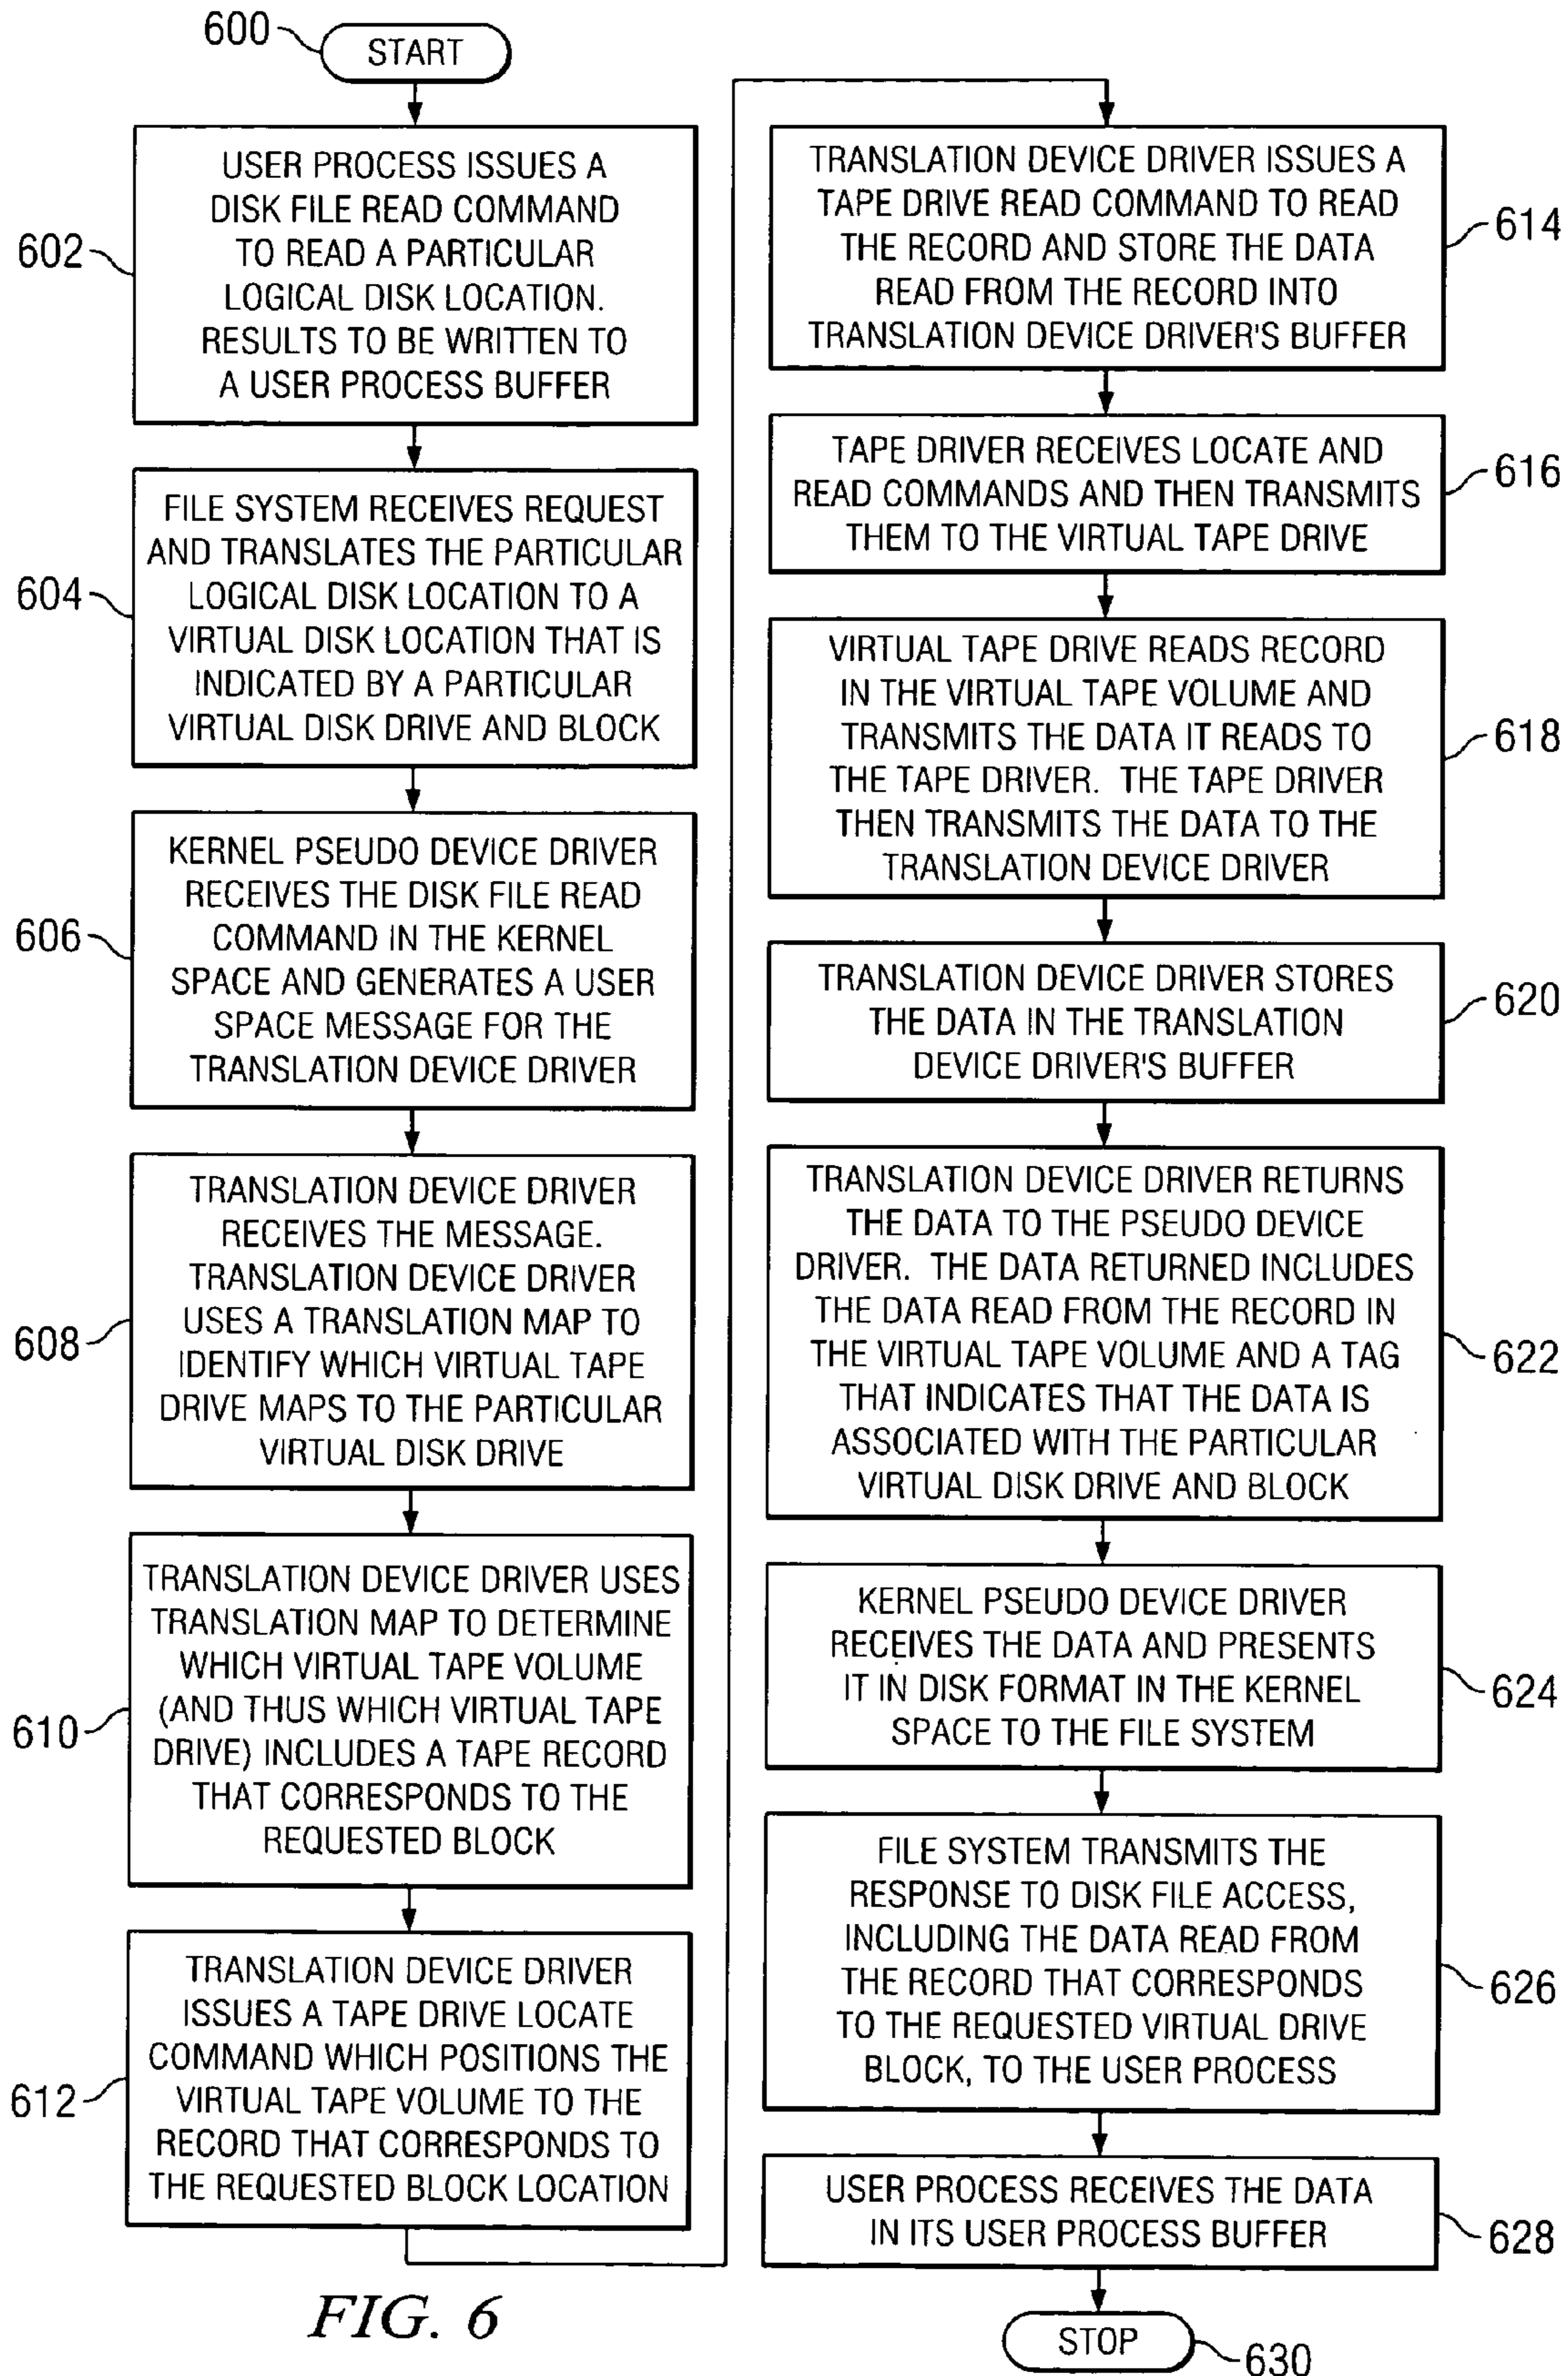 600
START
602
USER PROCESS ISSUES A
DISK FILE READ COMMAND
TO READ A PARTICULAR
LOGICAL DISK LOCATION.
RESULTS TO BE WRITTEN TO
A USER PROCESS BUFFER
604
FILE SYSTEM RECEIVES REQUEST
AND TRANSLATES THE PARTICULAR
LOGICAL DISK LOCATION TO A
VIRTUAL DISK LOCATION THAT IS
INDICATED BY A PARTICULAR
VIRTUAL DISK DRIVE AND BLOCK
606
KERNEL PSEUDO DEVICE DRIVER
RECEIVES THE DISK FILE READ
COMMAND IN THE KERNEL
SPACE AND GENERATES A USER
SPACE MESSAGE FOR THE
TRANSLATION DEVICE DRIVER
608
TRANSLATION DEVICE DRIVER
RECEIVES THE MESSAGE.
TRANSLATION DEVICE DRIVER
USES A TRANSLATION MAP TO
IDENTIFY WHICH VIRTUAL TAPE
DRIVE MAPS TO THE PARTICULAR
VIRTUAL DISK DRIVE
610
TRANSLATION DEVICE DRIVER USES
TRANSLATION MAP TO DETERMINE
WHICH VIRTUAL TAPE VOLUME
(AND THUS WHICH VIRTUAL TAPE
DRIVE) INCLUDES A TAPE RECORD
THAT CORRESPONDS TO THE
REQUESTED BLOCK
612
TRANSLATION DEVICE DRIVER
ISSUES A TAPE DRIVE LOCATE
COMMAND WHICH POSITIONS THE
VIRTUAL TAPE VOLUME TO THE
RECORD THAT CORRESPONDS TO
THE REQUESTED BLOCK LOCATION
TRANSLATION DEVICE DRIVER ISSUES A
TAPE DRIVE READ COMMAND TO READ
THE RECORD AND STORE THE DATA
READ FROM THE RECORD INTO
TRANSLATION DEVICE DRIVER'S BUFFER
614
TAPE DRIVER RECEIVES LOCATE AND
READ COMMANDS AND THEN TRANSMITS
THEM TO THE VIRTUAL TAPE DRIVE
616
VIRTUAL TAPE DRIVE READS RECORD
IN THE VIRTUAL TAPE VOLUME AND
TRANSMITS THE DATA IT READS TO
THE TAPE DRIVER. THE TAPE DRIVER
THEN TRANSMITS THE DATA TO THE
TRANSLATION DEVICE DRIVER
618
TRANSLATION DEVICE DRIVER STORES
THE DATA IN THE TRANSLATION
DEVICE DRIVER'S BUFFER
620
TRANSLATION DEVICE DRIVER RETURNS
THE DATA TO THE PSEUDO DEVICE
DRIVER. THE DATA RETURNED INCLUDES
THE DATA READ FROM THE RECORD IN
THE VIRTUAL TAPE VOLUME AND A TAG
THAT INDICATES THAT THE DATA IS
ASSOCIATED WITH THE PARTICULAR
VIRTUAL DISK DRIVE AND BLOCK
622
KERNEL PSEUDO DEVICE DRIVER
RECEIVES THE DATA AND PRESENTS
IT IN DISK FORMAT IN THE KERNEL
SPACE TO THE FILE SYSTEM
624
FILE SYSTEM TRANSMITS THE
RESPONSE TO DISK FILE ACCESS,
INCLUDING THE DATA READ FROM
THE RECORD THAT CORRESPONDS
TO THE REQUESTED VIRTUAL DRIVE
BLOCK, TO THE USER PROCESS
626
USER PROCESS RECEIVES THE DATA
IN ITS USER PROCESS BUFFER
628
STOP
630
FIG. 6